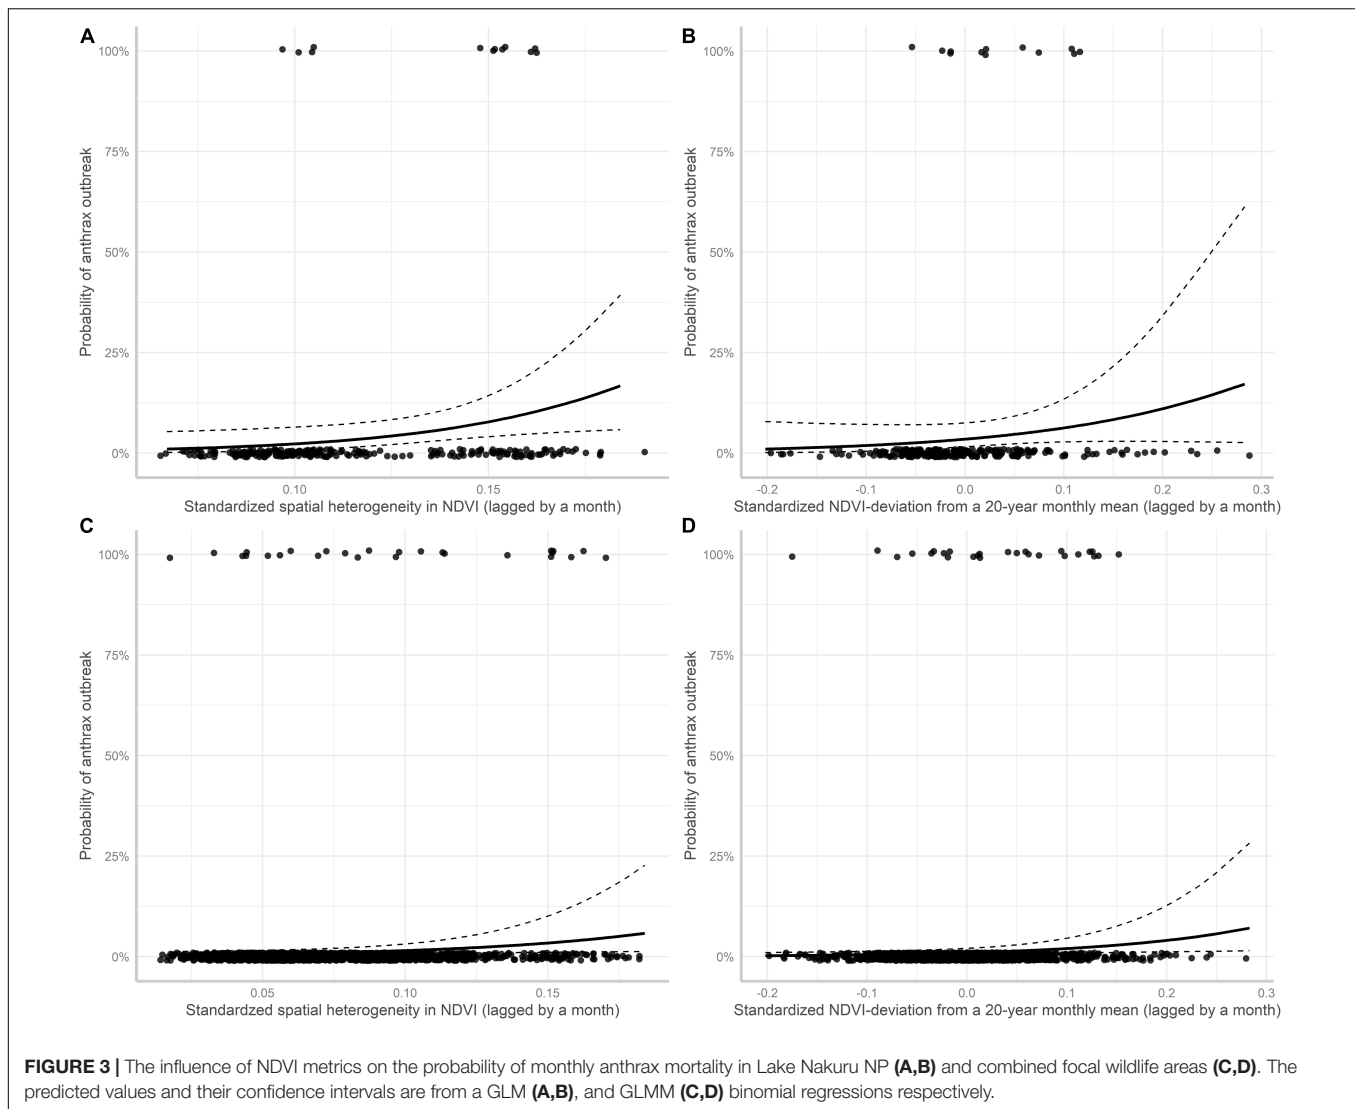 A
100%
75%
50%
25%
0%
Probability of anthrax outbreak
0.10 0.15
Standardized spatial heterogeneity in NDVI (lagged by a month)
B
100%
75%
50%
25%
0%
Probability of anthrax outbreak
-0.2 -0.1 0.0 0.1 0.2 0.3
Standardized NDVI-deviation from a 20-year monthly mean (lagged by a month)
C
100%
75%
50%
25%
0%
Probability of anthrax outbreak
0.05 0.10 0.15
Standardzed spatial heterogeneity in NDVI (lagged by a month)
D
100%
75%
50%
25%
0%
Probability of anthrax outbreak
-0.2 -0.1 0.0 0.1 0.2 0.3
Standardized NDVI-deviation from a 20-year monthly mean (lagged by a month)
FIGURE 3 | The influence of NDVI metrics on the probability of monthly anthrax mortality in Lake Nakuru NP (A,B) and combined focal wildlife areas (C,D). The
predicted values and their confidence intervals are from a GLM (A,B), and GLMM (C,D) binomial regressions respectively.